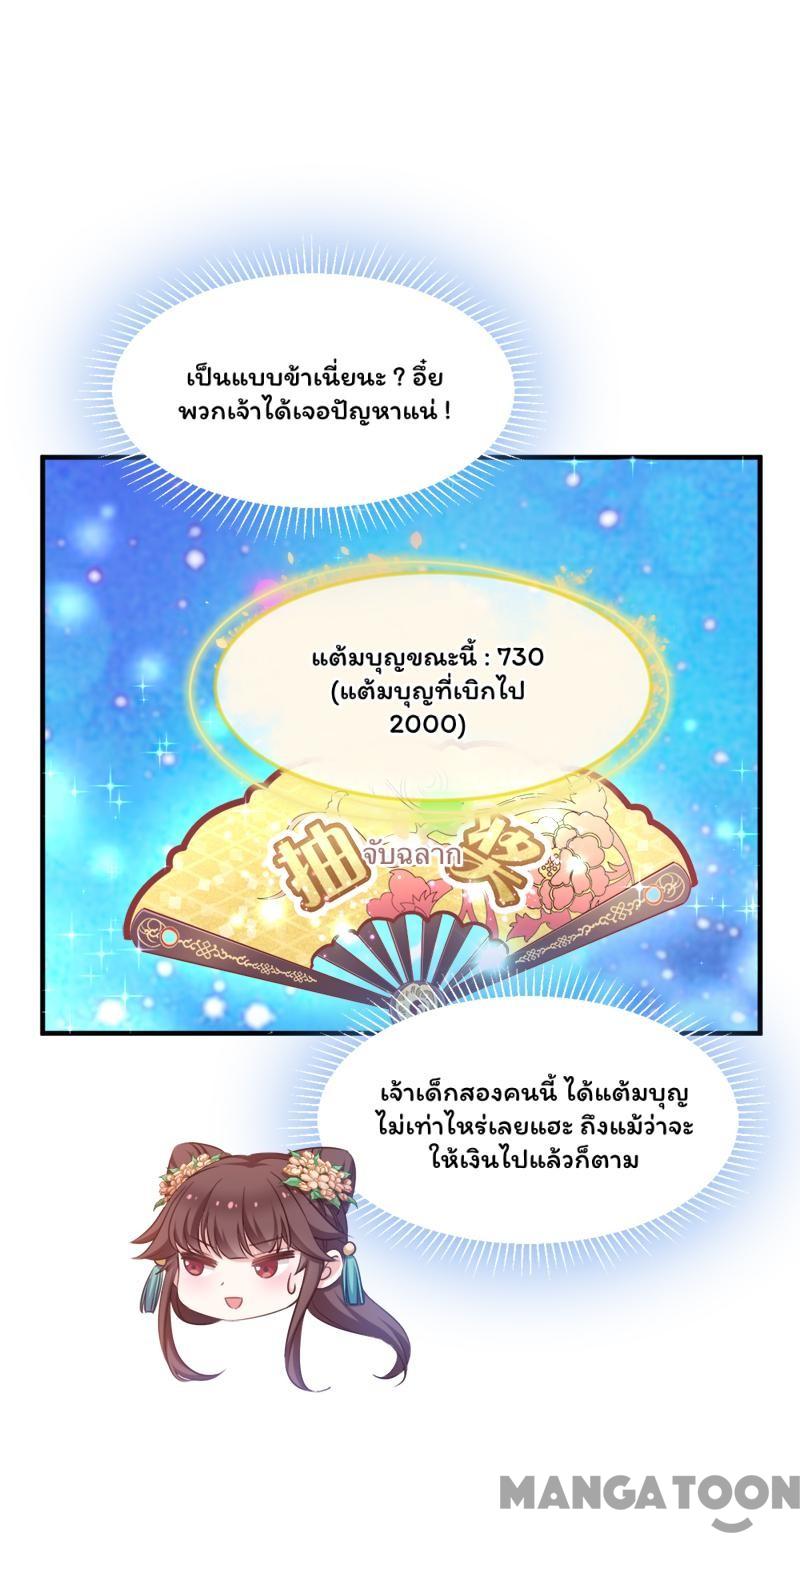 เป็นแบบข้าเนี่ยนะ ? อี๋ย
พวกเจ้าได้เจอปัญหาแน่ !
แต้มบุญขณะนี้ : 730
(แต้มบุญที่เบิกไป
2000)
抽จับฉลาก奖
เจ้าเด็กสองคนนี้ ได้แต้มบุญ
ไม่เท่าไหร่เลยแฮะ ถึงแม้ว่าจะ
ให้เงินไปแล้วก็ตาม
MANGATOON